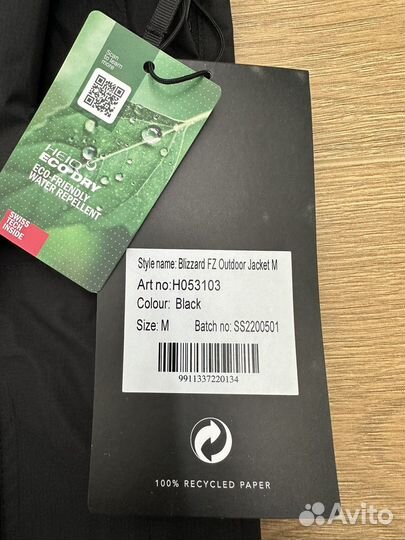 Scan
to learn
more
HEIQ
ECO DRY
ECO-FRIENDLY
WATER REPELLENT
SWISS
TECH
INSIDE
Style name: Blizzard FZ Outdoor Jacket M
Art no:H053103
Colour: Black
Size: M Batch no: SS2200501
9911337220134
100% RECYCLED PAPER
Avito